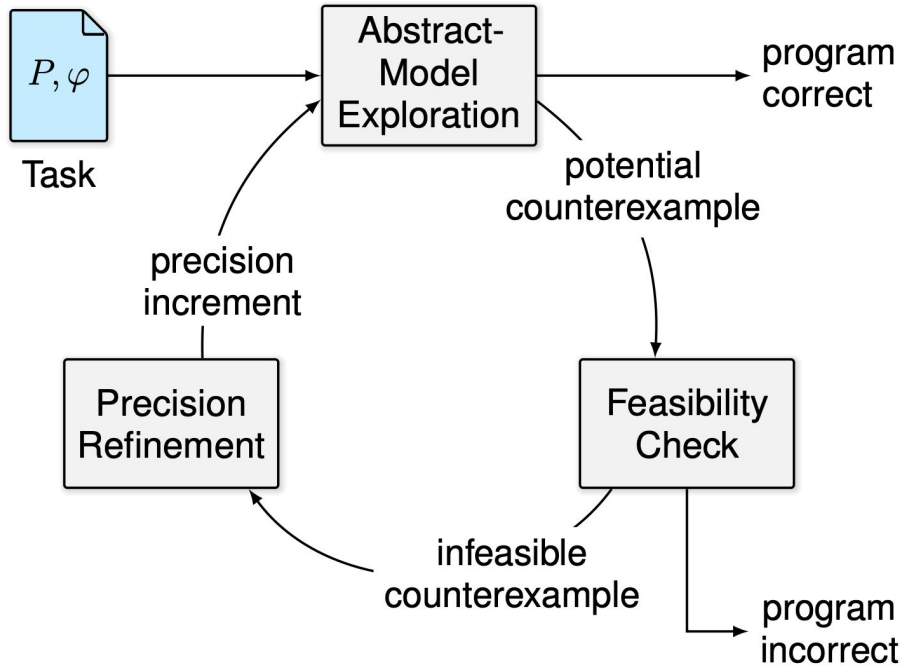 P, φ
Task
Abstract-
Model
Exploration
program
correct
potential
counterexample
precision
increment
Precision
Refinement
Feasibility
Check
infeasible
counterexample
program
incorrect